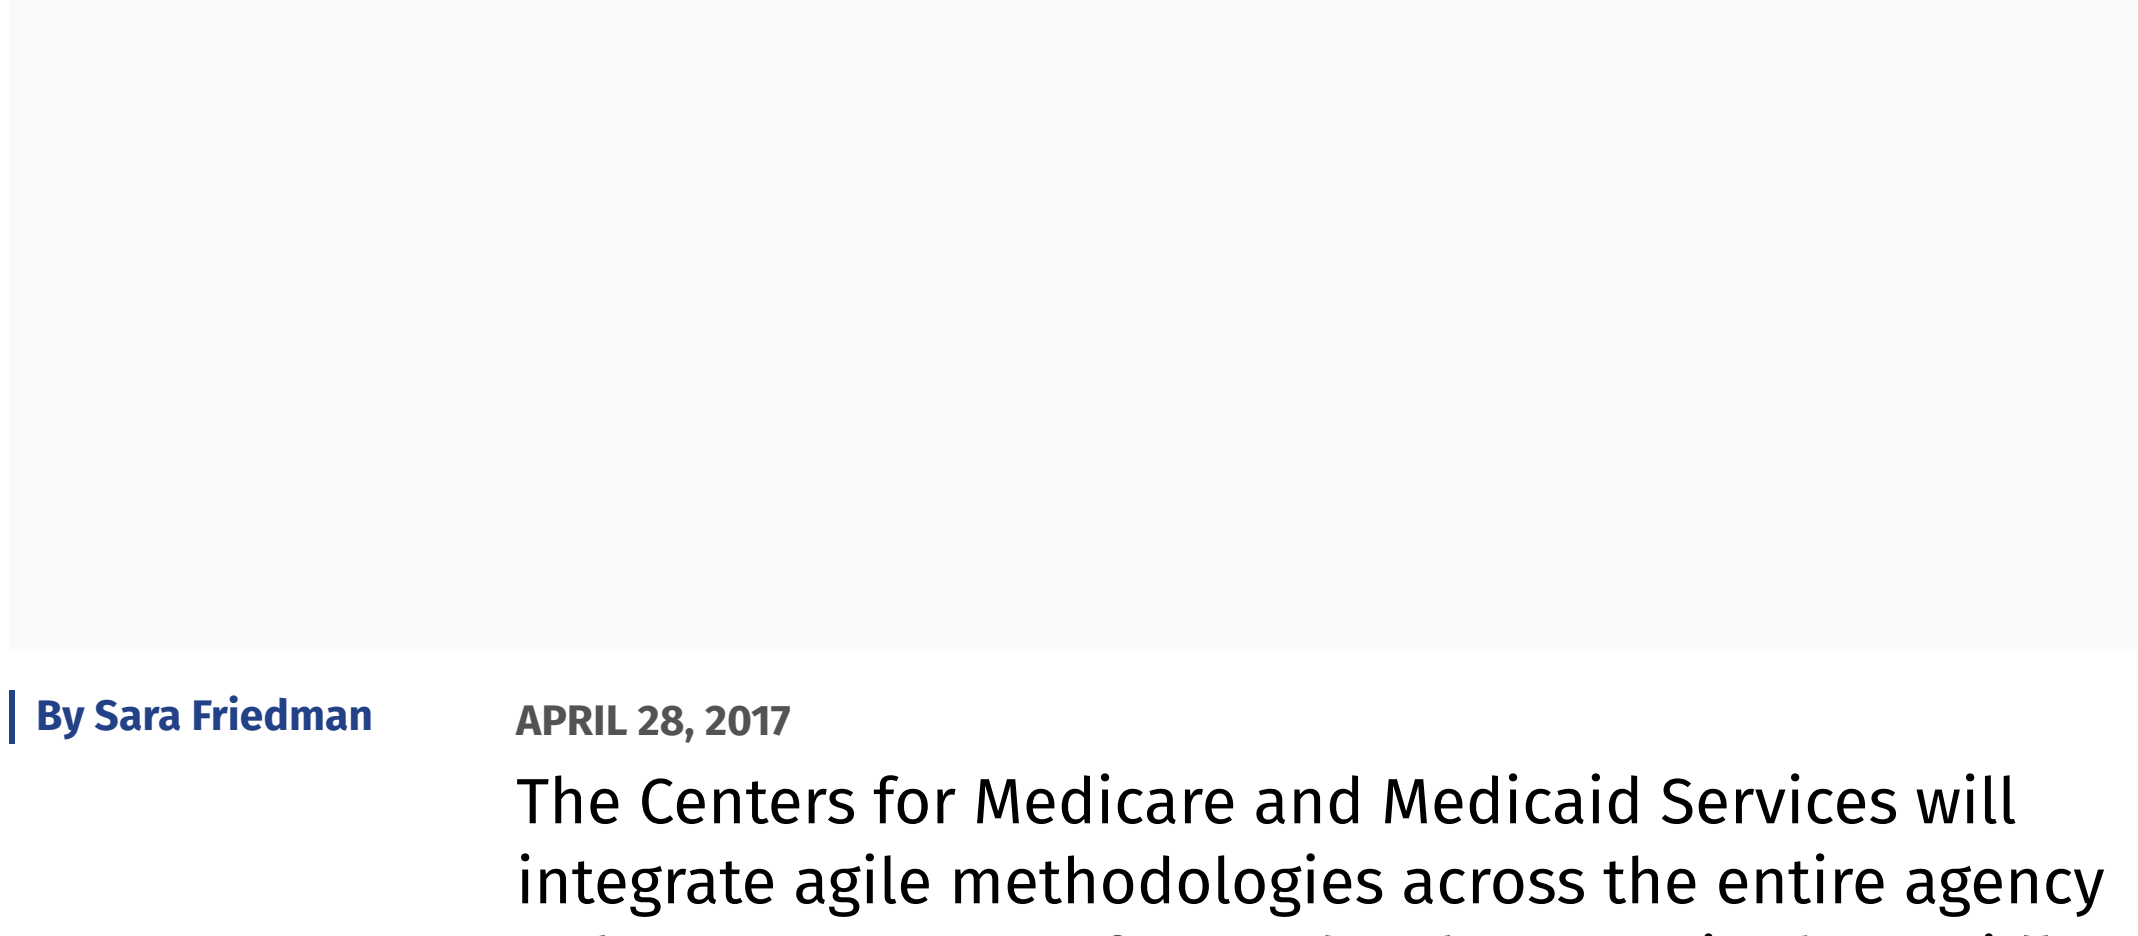 By Sara Friedman
APRIL 28, 2017
The Centers for Medicare and Medicaid Services will
integrate agile methodologies across the entire agency